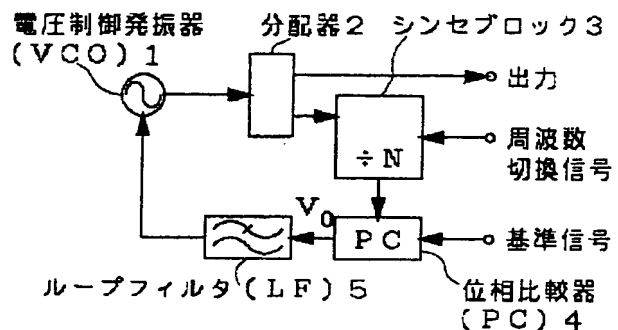 電圧制御発振器
(VCO)1
分配器2
シンセブロック3
出力
÷N
周波数
切換信号
V0
PC
基準信号
ループフィルタ(LF)5
位相比較器
(PC)4